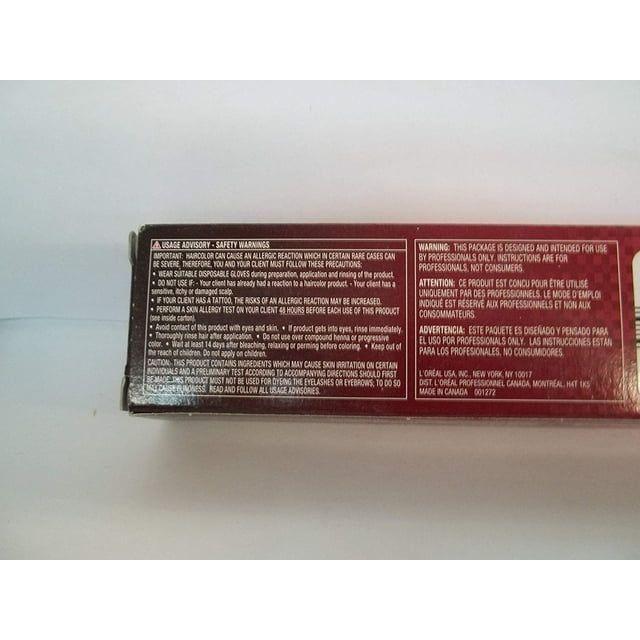 ⚠ USAGE ADVISORY - SAFETY WARNINGS
IMPORTANT: HAIRCOLOR CAN CAUSE AN ALLERGIC REACTION WHICH IN CERTAIN RARE CASES CAN
BE SEVERE, THEREFORE, YOU AND YOUR CLIENT MUST FOLLOW THESE PRECAUTIONS:
• WEAR SUITABLE DISPOSABLE GLOVES during preparation, application and rinsing of the product.
• DO NOT USE IF: - Your client has already had a reaction to a haircolor product. - Your client has a
sensitive, itchy or damaged scalp.
• IF YOUR CLIENT HAS A TATTOO, THE RISKS OF AN ALLERGIC REACTION MAY BE INCREASED.
• PERFORM A SKIN ALLERGY TEST ON YOUR CLIENT 48 HOURS BEFORE EACH USE OF THIS PRODUCT
(see inside carton).
• Avoid contact of this product with eyes and skin. • If product gets into eyes, rinse immediately.
• Thoroughly rinse hair after application. • Do not use over compound henna or progressive
color. • Wait at least 14 days after bleaching, relaxing or perming before coloring. • Keep out of
the reach of children. Do not apply on children.
CAUTION: THIS PRODUCT CONTAINS INGREDIENTS WHICH MAY CAUSE SKIN IRRITATION ON CERTAIN
INDIVIDUALS AND A PRELIMINARY TEST ACCORDING TO ACCOMPANYING DIRECTIONS SHOULD FIRST
BE MADE. THIS PRODUCT MUST NOT BE USED FOR DYEING THE EYELASHES OR EYEBROWS; TO DO SO
MAY CAUSE BLINDNESS. READ AND FOLLOW ALL USAGE ADVISORIES.
WARNING: THIS PACKAGE IS DESIGNED AND INTENDED FOR USE
BY PROFESSIONALS ONLY. INSTRUCTIONS ARE FOR
PROFESSIONALS, NOT CONSUMERS.
ATTENTION: CE PRODUIT EST CONCU POUR ÊTRE UTILISÉ
UNIQUEMENT PAR DES PROFESSIONNELS. LE MODE D'EMPLOI
INDIQUÉ EST RÉSERVÉ AUX PROFESSIONNELS ET NON AUX
CONSOMMATEURS.
ADVERTENCIA: ESTE PAQUETE ES DISEÑADO Y PENSADO PARA
EL USO FOR PROFESSIONALS ONLY. LAS INSTRUCCIONES ESTÁN
PARA LOS PROFESIONALES, NO CONSUMIDORES.
L'ORÉAL USA, INC., NEW YORK, NY 10017
DIST. L'ORÉAL PROFESSIONNEL CANADA, MONTRÉAL, H4T 1K5
MADE IN CANADA 001272